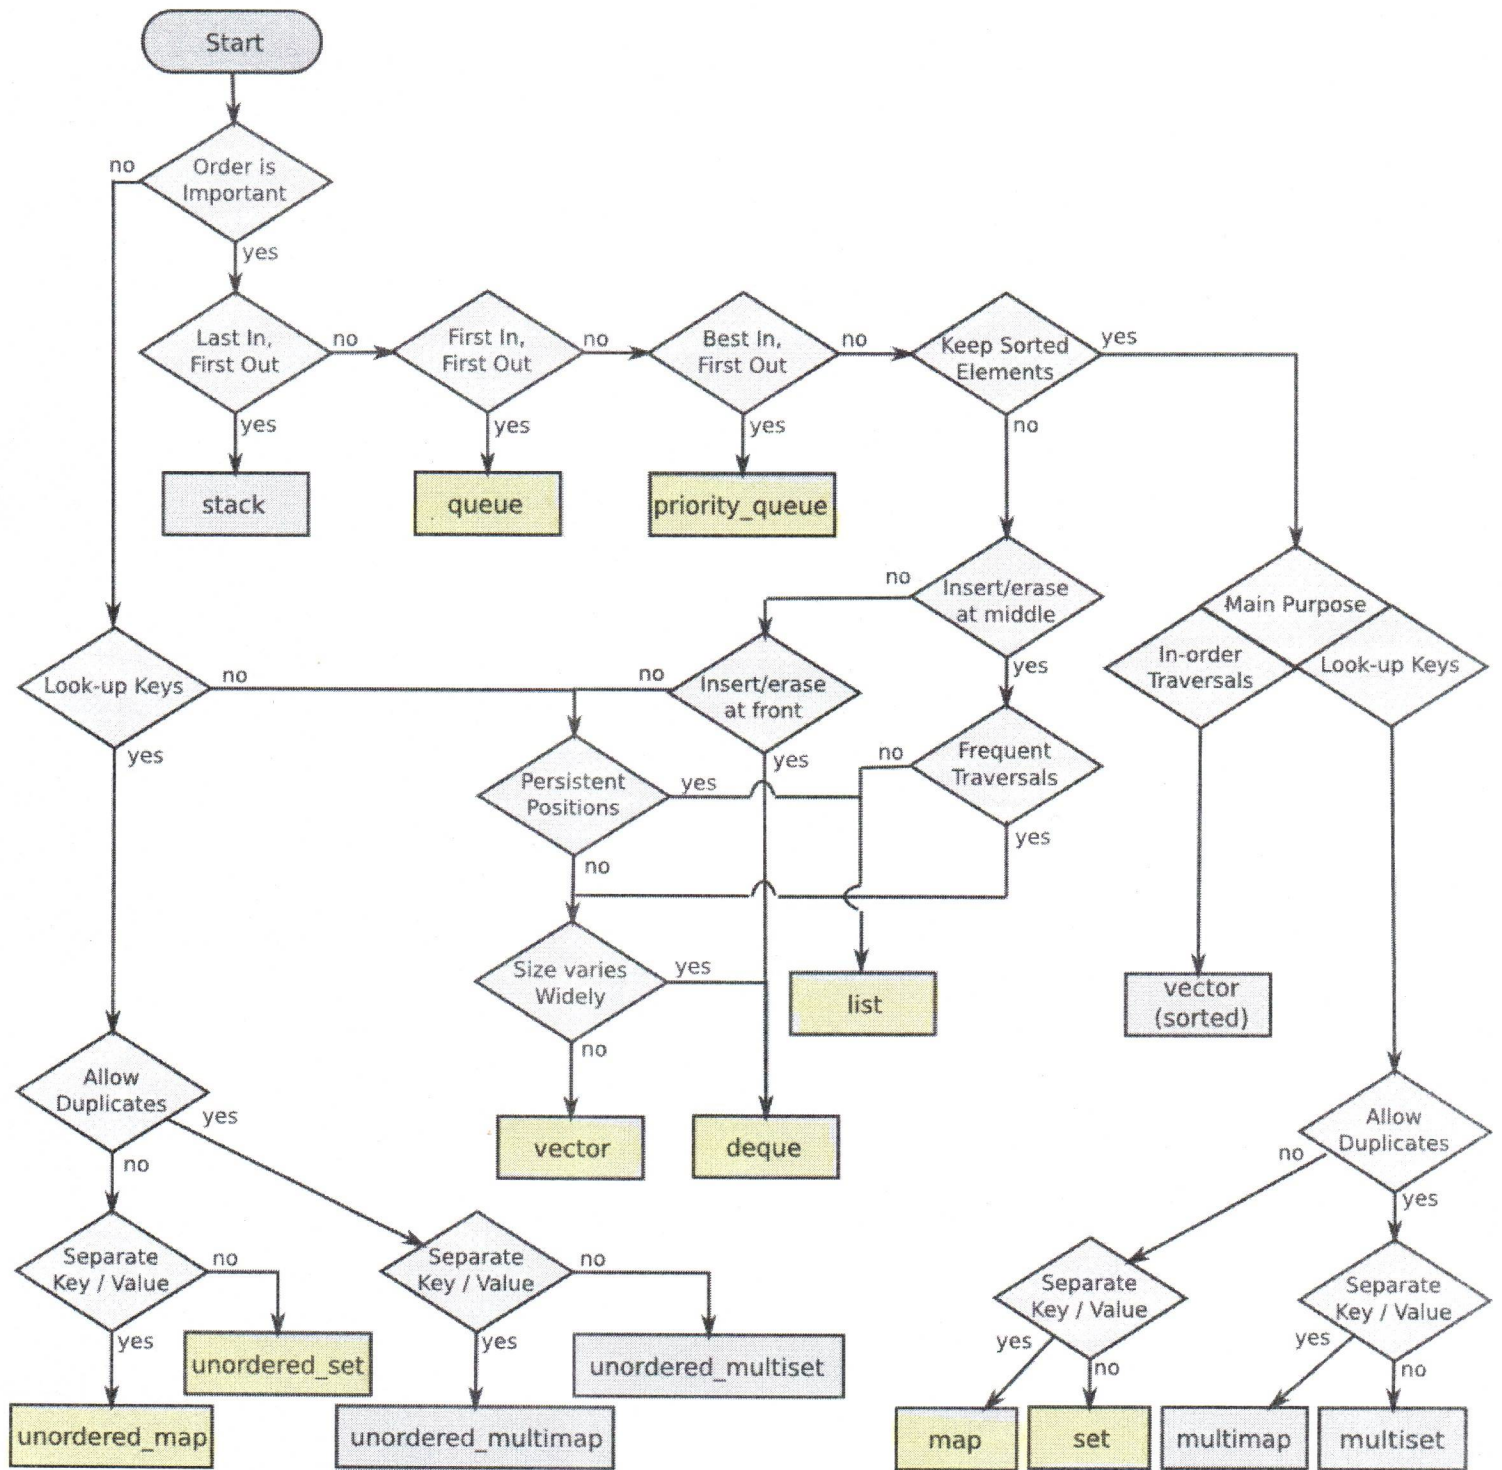 Start
no
Order is
Important
yes
Last In,
First Out
no
First In,
First Out
no
Best In,
First Out
no
Keep Sorted
Elements
yes
yes
yes
yes
no
stack
queue
priority_queue
no
Insert/erase
at middle
Main Purpose
In-order
Traversals
Look-up Keys
yes
Look-up Keys
no
no
Insert/erase
at front
yes
yes
Persistent
Positions
yes
no
Frequent
Traversals
no
yes
Size varies
Widely
yes
list
vector
(sorted)
no
Allow
Duplicates
yes
no
vector
deque
Allow
Duplicates
no
yes
Separate
Key / Value
no
Separate
Key / Value
no
Separate
Key / Value
Separate
Key / Value
yes
unordered_set
yes
unordered_multiset
yes
no
yes
no
unordered_map
unordered_multimap
map
set
multimap
multiset